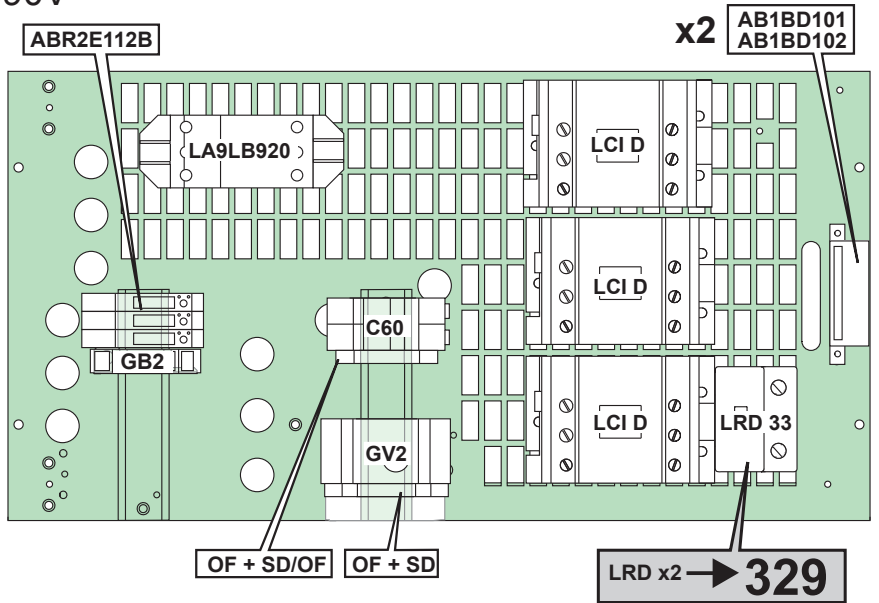 ABR2E112B
x2
AB1BD101
AB1BD102
LA9LB920
LCI D
LCI D
C60
GB2
LCI D
LRD 33
GV2
OF + SD/OF
OF + SD
LRD x2
329